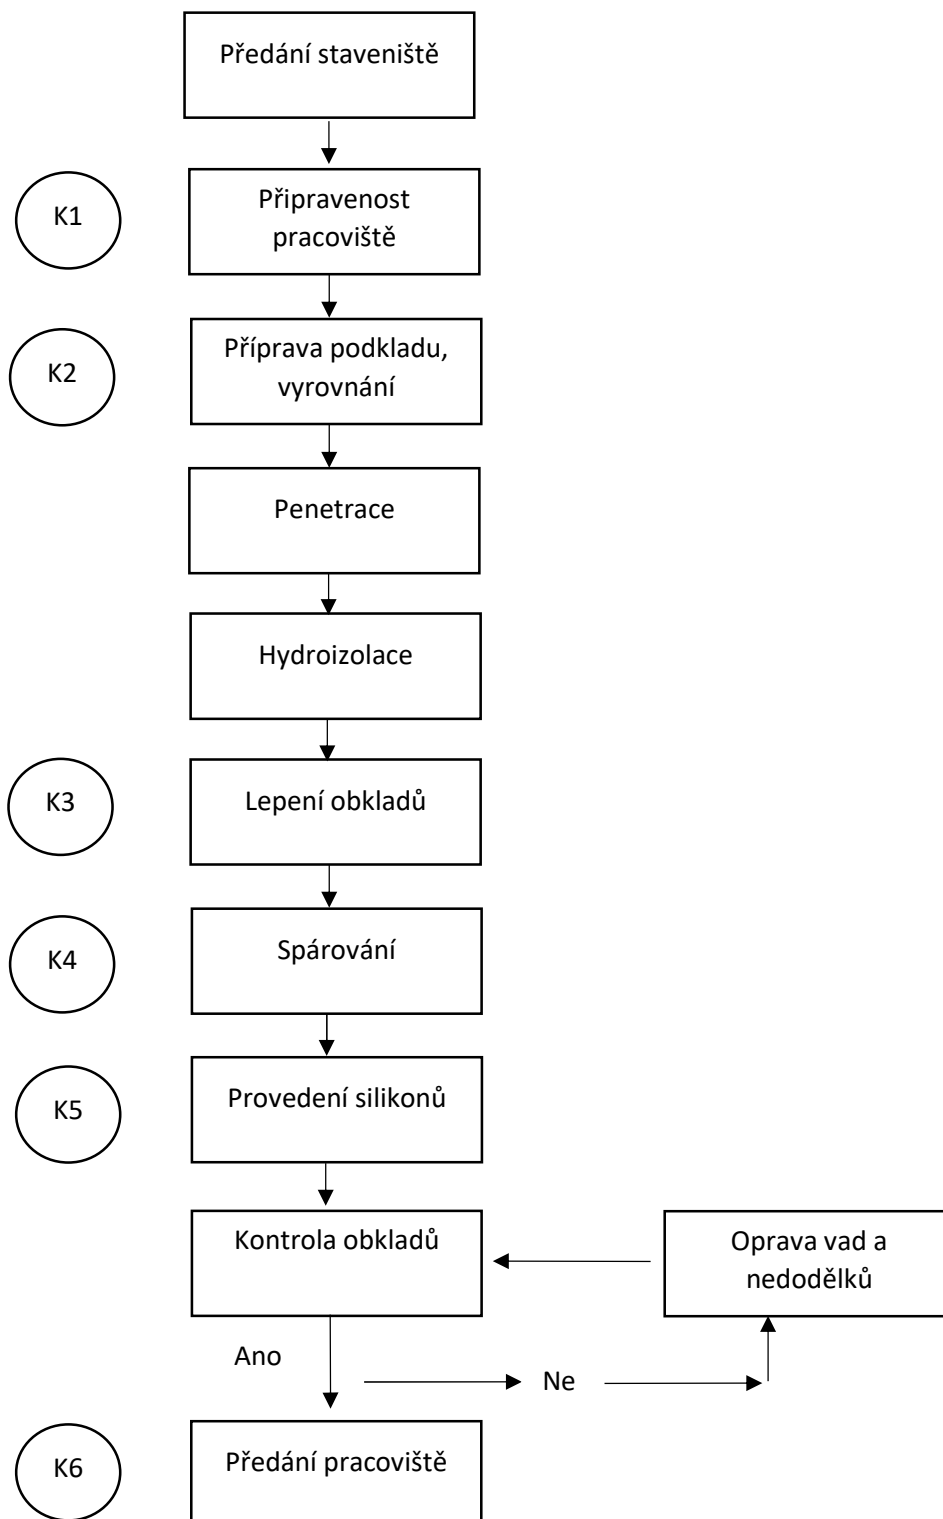 Předání staveniště
K1
Připravenost
pracoviště
K2
Příprava podkladu,
vyrovnání
Penetrace
Hydroizolace
K3
Lepení obkladů
K4
Spárování
K5
Provedení silikonů
Kontrola obkladů
Oprava vad a
nedodělků
Ano
Ne
K6
Předání pracoviště